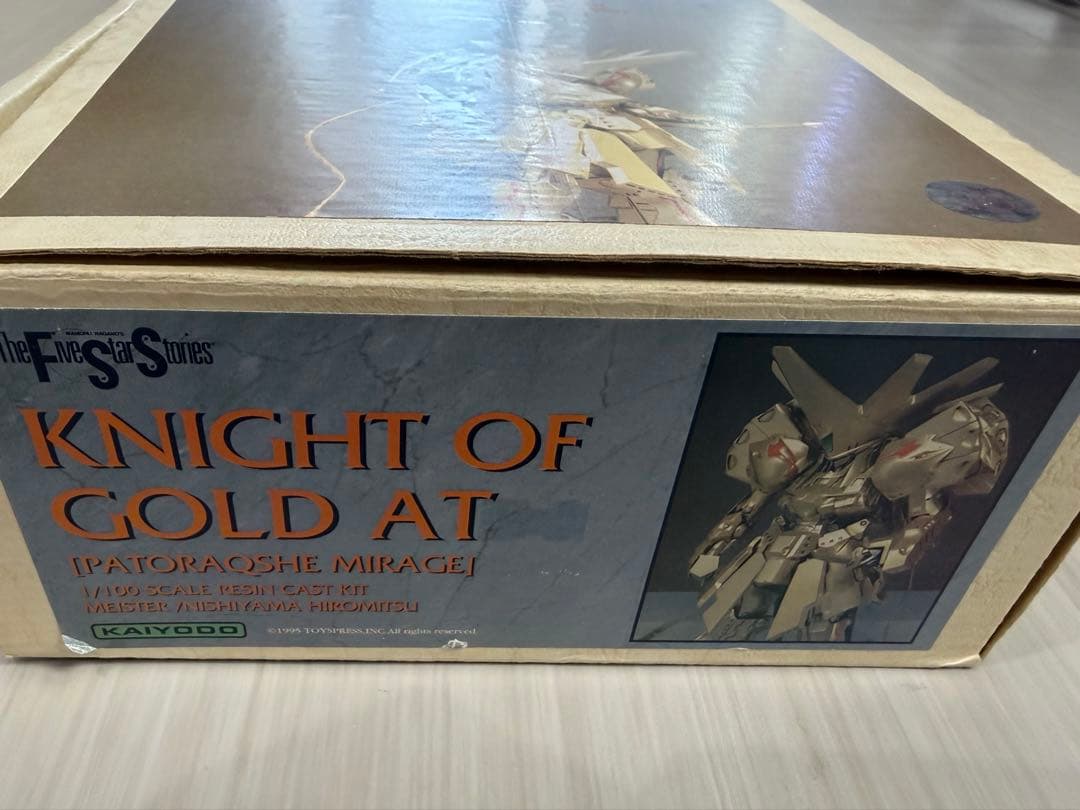 MAMORU NAGANO'S
The Five Star Stories
KNIGHT OF
GOLD AT
[PATORAQSHE MIRAGE]
1/100 SCALE RESIN CAST KIT
MEISTER /NISHIYAMA HIROMITSU
KAIYODO
©1995 TOYSPRESS,INC.All rights reserved